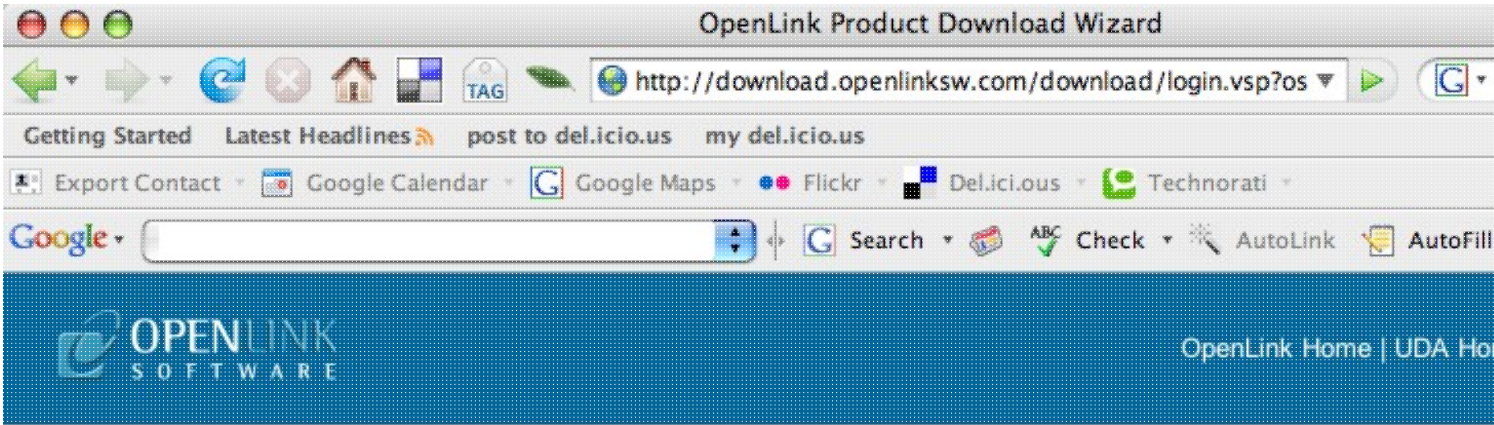 OpenLink Product Download Wizard
TAG http://download.openlinksw.com/download/login.vsp?os G
Getting Started Latest Headlines post to del.icio.us my del.icio.us
Export Contact Google Calendar G Google Maps Flickr Del.ici.ous Technorati
Google G Search ABC Check AutoLink AutoFill
OPENLINK
SOFTWARE
OpenLink Home | UDA Ho